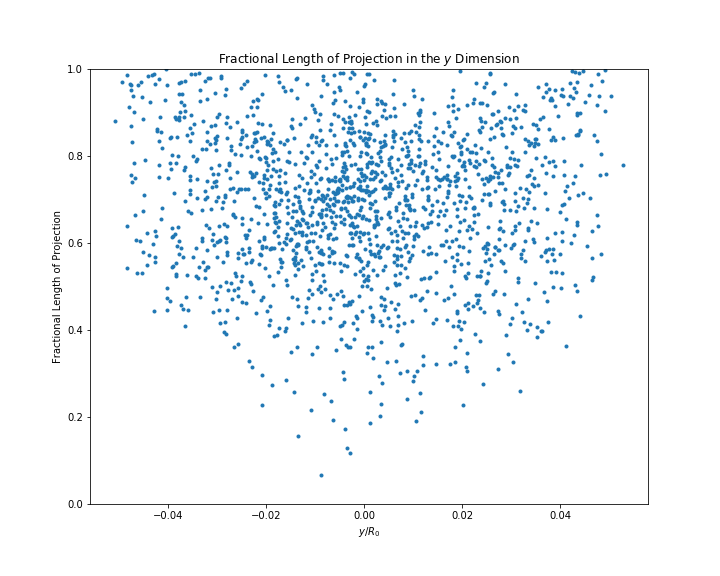 Fractional Length of Projection in the y Dimension
1.0
0.8
0.6
0.4
0.2
0.0
Fractional Length of Projection
−0.04 −0.02 0.00 0.02 0.04
y/R₀